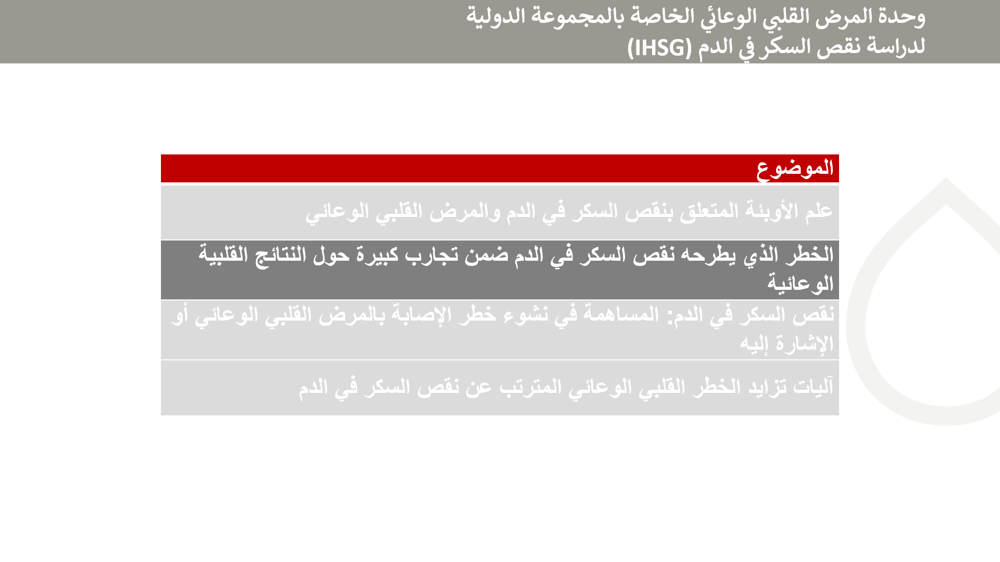 وحدة المرض القلبي الوعائي الخاصة بالمجموعة الدولية
لدراسة نقص السكر في الدم (IHSG)
الموضوع
علم الأوبئة المتعلق بنقص السكر في الدم والمرض القلبي الوعائي
الخطر الذي يطرحه نقص السكر في الدم ضمن تجارب كبيرة حول النتائج القلبية
الوعائية
نقص السكر في الدم: المساهمة في نشوء خطر الإصابة بالمرض القلبي الوعائي أو
الإشارة إليه
آليات تزايد الخطر القلبي الوعائي المترتب عن نقص السكر في الدم